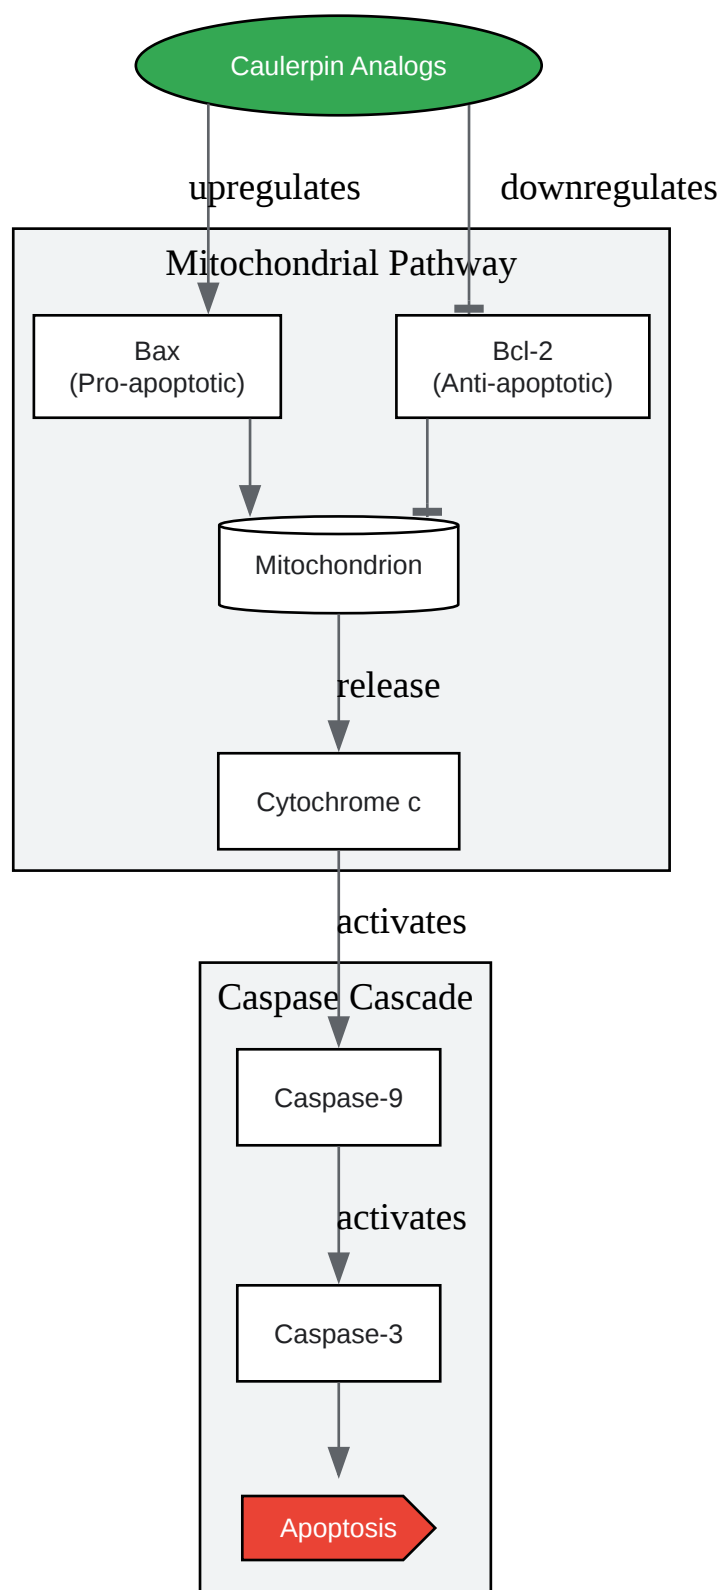 Caulerpin Analogs
upregulates
downregulates
Mitochondrial Pathway
Bax
(Pro-apoptotic)
Bcl-2
(Anti-apoptotic)
Mitochondrion
release
Cytochrome c
activates
Caspase Cascade
Caspase-9
activates
Caspase-3
Apoptosis